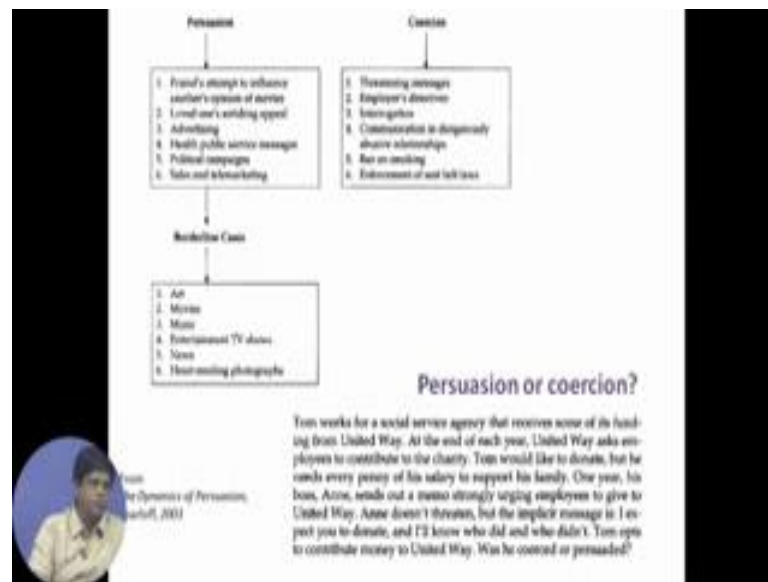 Persuasion
1. Friend's attempt to influence
another's opinion of movies
2. Loved one's scolding appeal
3. Advertising
4. Health public service messages
5. Political campaigns
6. Sales and telemarketing
Coercion
1. Threatening messages
2. Employer's directives
3. Interrogation
4. Communication in dangerously
abusive relationships
5. Ban on smoking
6. Enforcement of seat belt laws
Borderline Cases
1. Art
2. Movies
3. Music
4. Entertainment TV shows
5. News
6. Heart-rending photographs
Persuasion or coercion?
Tom works for a social service agency that receives some of its fund-
ing from United Way. At the end of each year, United Way asks em-
ployees to contribute to the charity. Tom would like to donate, but he
needs every penny of his salary to support his family. One year, his
boss, Anne, sends out a memo strongly urging employees to give to
United Way. Anne doesn't threaten, but the implicit message is I ex-
pect you to donate, and I'll know who did and who didn't. Tom opts
to contribute money to United Way. Was he coerced or persuaded?
Dynamics of Persuasion,
2003